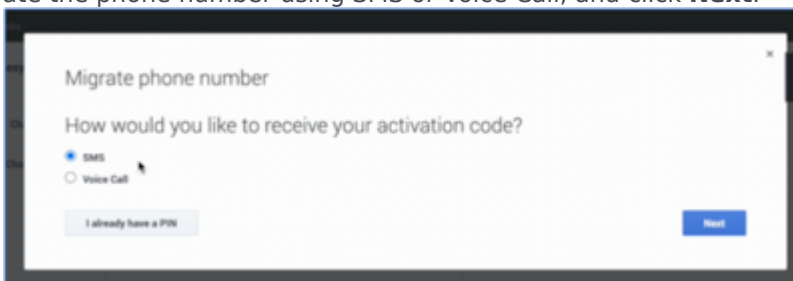 ate the phone number using SMS or Voice Call, and click Next.
×
Migrate phone number
How would you like to receive your activation code?
SMS
Voice Call
I already have a PIN
Next